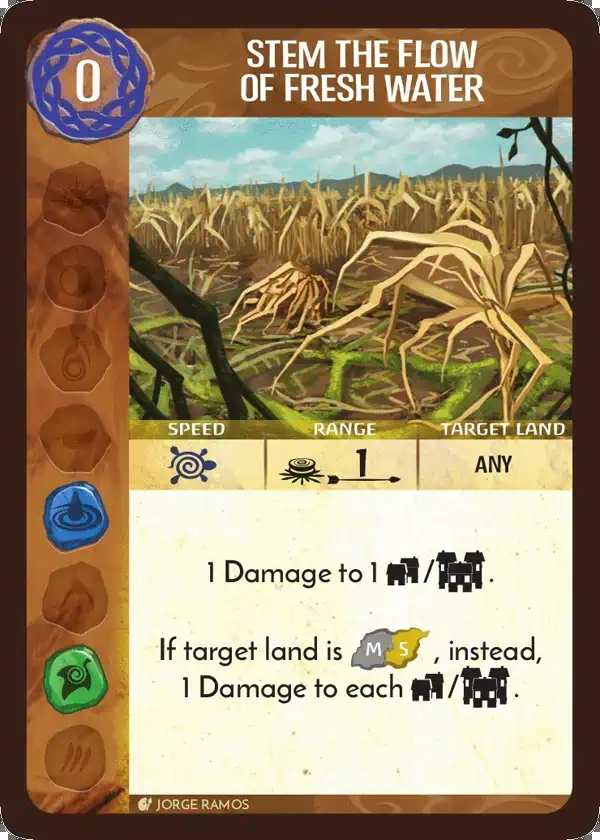 0
STEM THE FLOW
OF FRESH WATER
SPEED RANGE TARGET LAND
1 ANY
1 Damage to 1 / .
If target land is M S , instead,
1 Damage to each / .
JORGE RAMOS